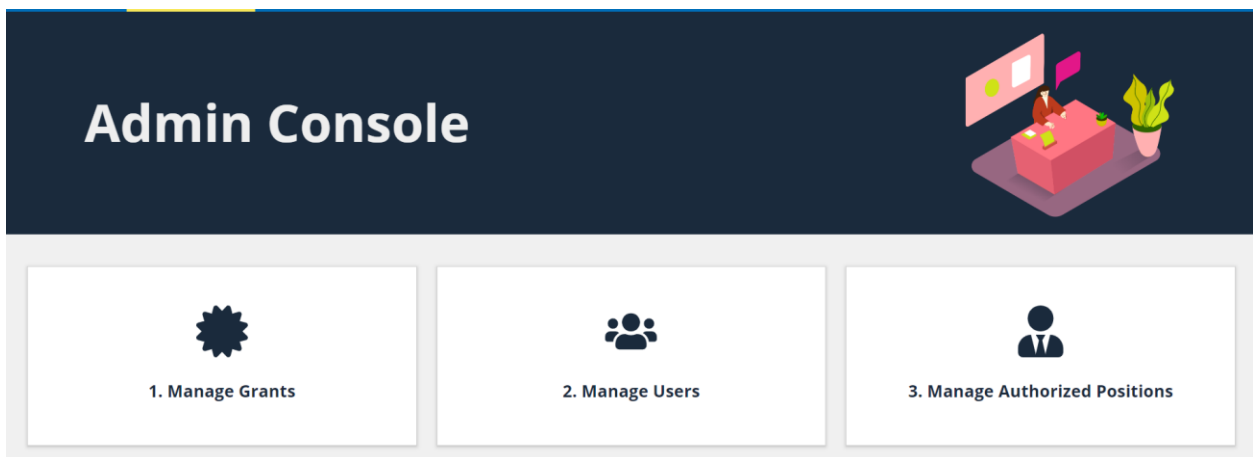 Admin Console
1. Manage Grants
2. Manage Users
3. Manage Authorized Positions